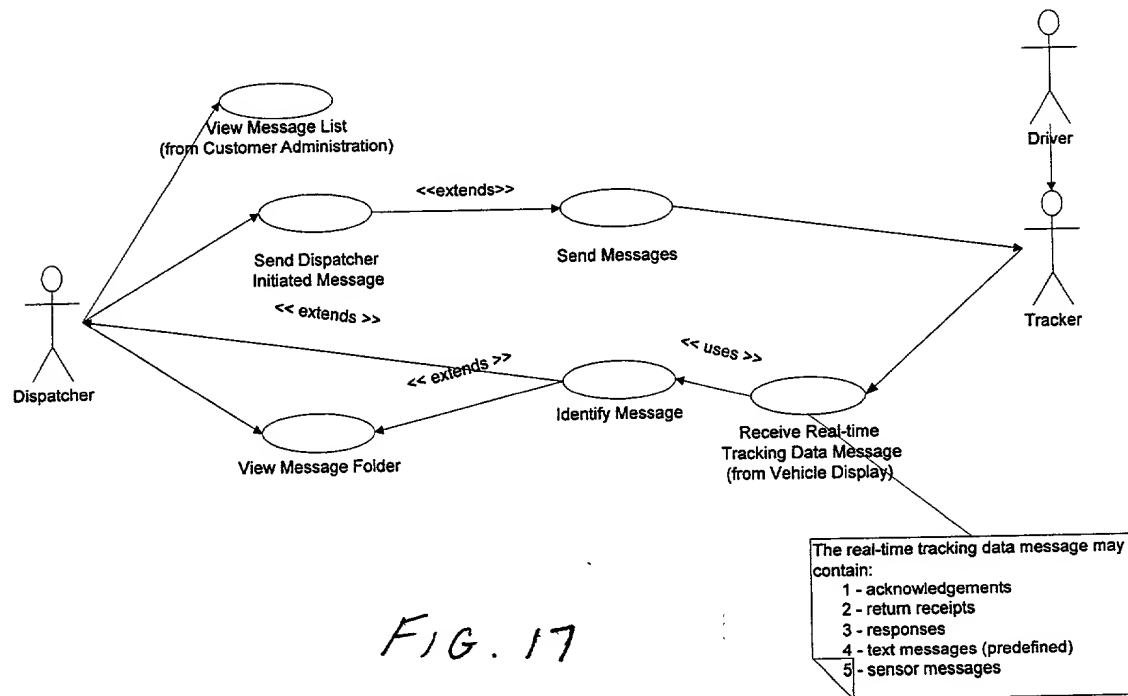 Driver
View Message List
(from Customer Administration)
<<extends>>
Send Dispatcher
Initiated Message
Send Messages
Tracker
<< extends >>
<< uses >>
<< extends >>
Dispatcher
Identify Message
View Message Folder
Receive Real-time
Tracking Data Message
(from Vehicle Display)
The real-time tracking data message may
contain:
1 - acknowledgements
2 - return receipts
3 - responses
4 - text messages (predefined)
5 - sensor messages
FIG. 17